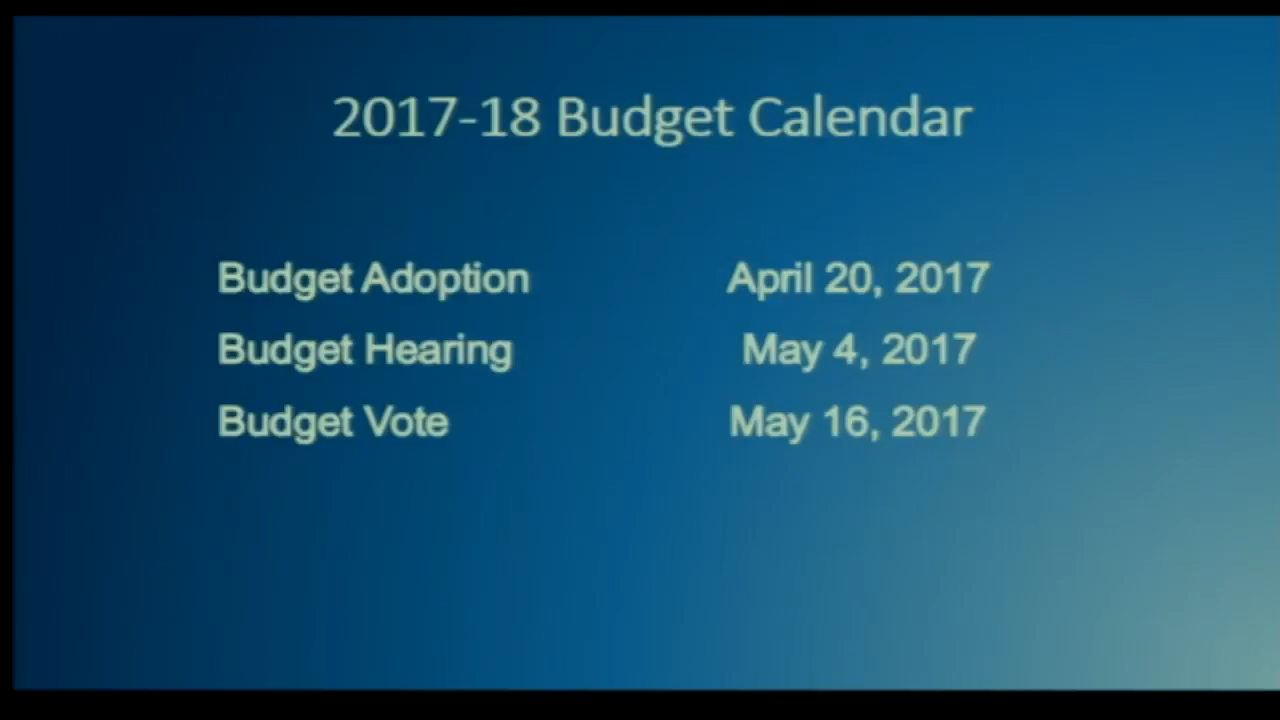 2017-18 Budget Calendar
Budget Adoption April 20, 2017
Budget Hearing May 4, 2017
Budget Vote May 16, 2017